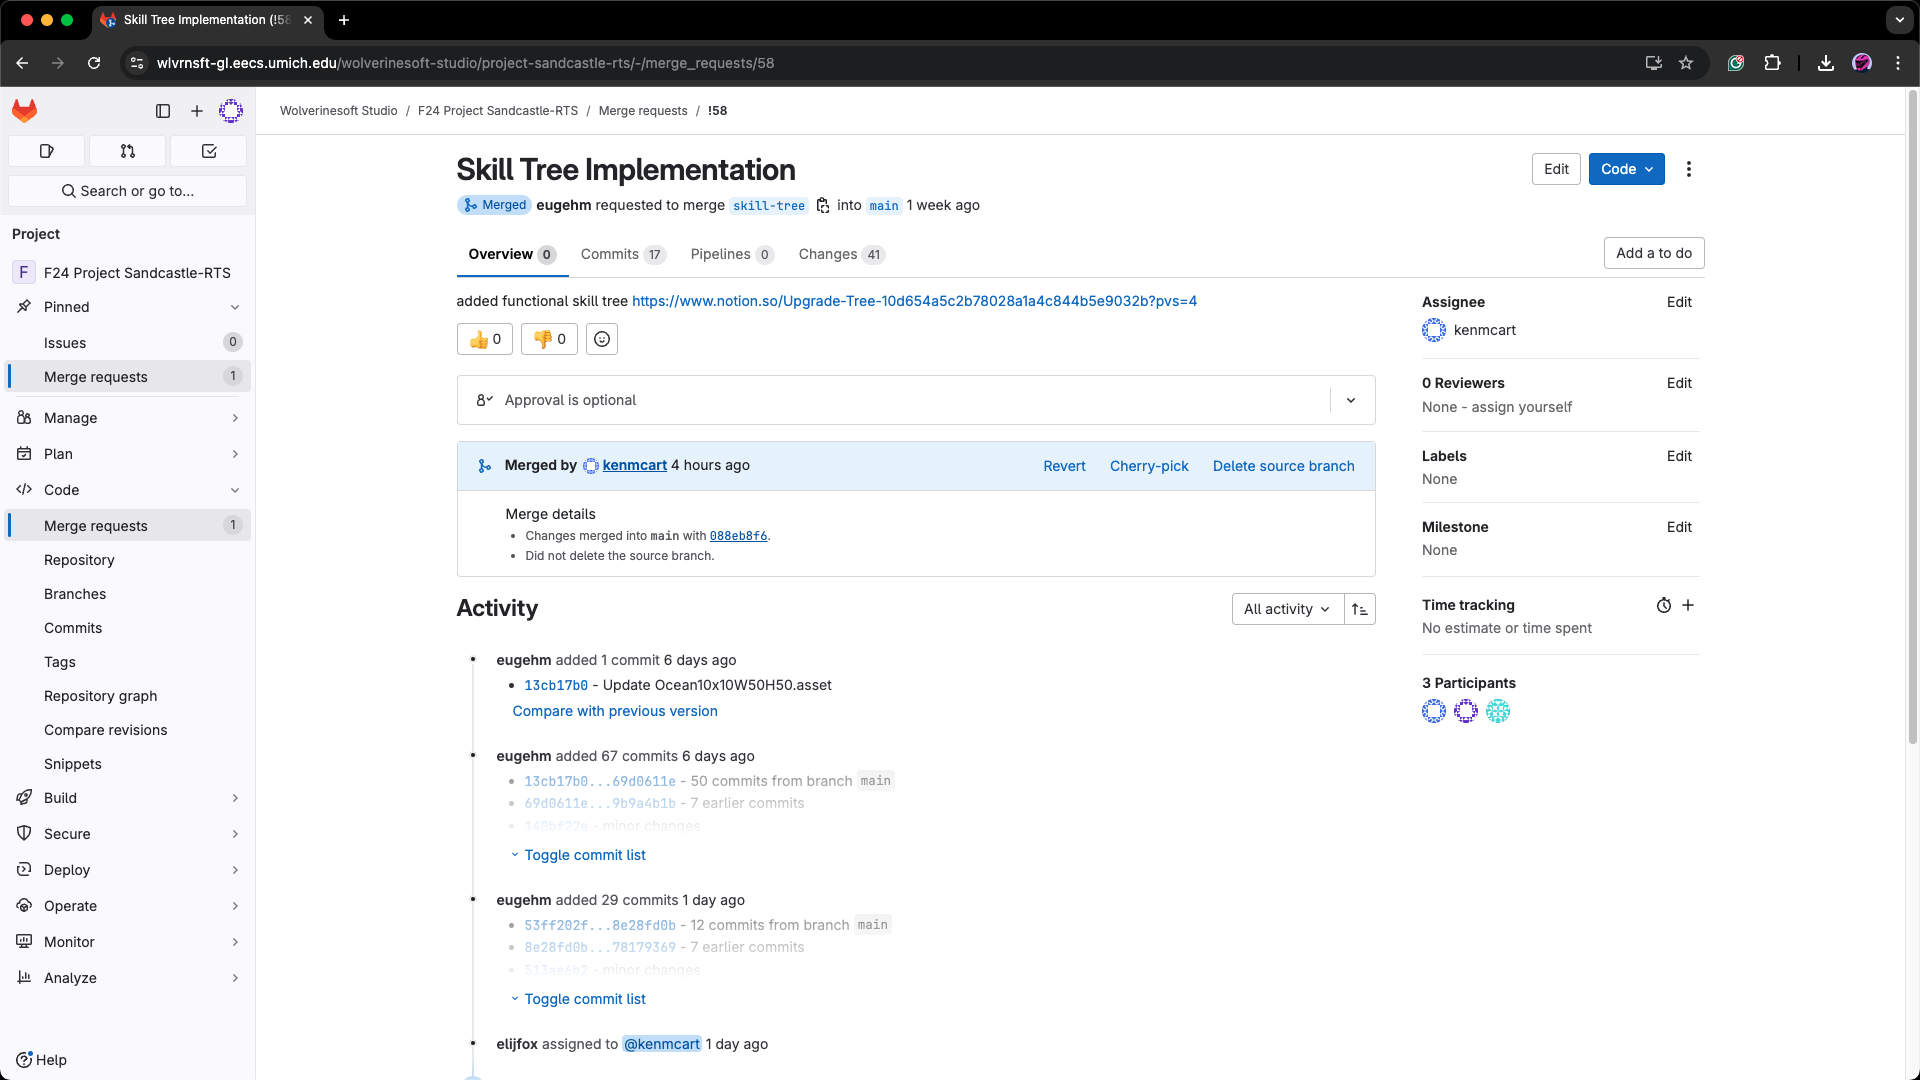 Skill Tree Implementation (!58
wlvrnsft-gl.eecs.umich.edu/wolverinesoft-studio/project-sandcastle-rts/-/merge_requests/58
Wolverinesoft Studio / F24 Project Sandcastle-RTS / Merge requests / !58
Search or go to...
Project
F F24 Project Sandcastle-RTS
Pinned
Issues 0
Merge requests 1
Manage
Plan
Code
Merge requests 1
Repository
Branches
Commits
Tags
Repository graph
Compare revisions
Snippets
Build
Secure
Deploy
Operate
Monitor
Analyze
Help
Skill Tree Implementation
Edit
Code
Merged eugehm requested to merge skill-tree into main 1 week ago
Overview 0
Commits 17
Pipelines 0
Changes 41
Add a to do
added functional skill tree https://www.notion.so/Upgrade-Tree-10d654a5c2b78028a1a4c844b5e9032b?pvs=4
👍 0
👎 0
Approval is optional
Merged by kenmcart 4 hours ago
Revert
Cherry-pick
Delete source branch
Merge details
• Changes merged into main with 088eb8f6.
• Did not delete the source branch.
Activity
All activity
eugehm added 1 commit 6 days ago
• 13cb17b0 - Update Ocean10x10W50H50.asset
Compare with previous version
eugehm added 67 commits 6 days ago
• 13cb17b0...69d0611e - 50 commits from branch main
• 69d0611e...9b9a4b1b - 7 earlier commits
• 140bf22e - minor changes
Toggle commit list
eugehm added 29 commits 1 day ago
• 53ff202f...8e28fd0b - 12 commits from branch main
• 8e28fd0b...78179369 - 7 earlier commits
• 513ae6b2 - minor changes
Toggle commit list
elijfox assigned to @kenmcart 1 day ago
Assignee
Edit
kenmcart
0 Reviewers
Edit
None - assign yourself
Labels
Edit
None
Milestone
Edit
None
Time tracking
No estimate or time spent
3 Participants